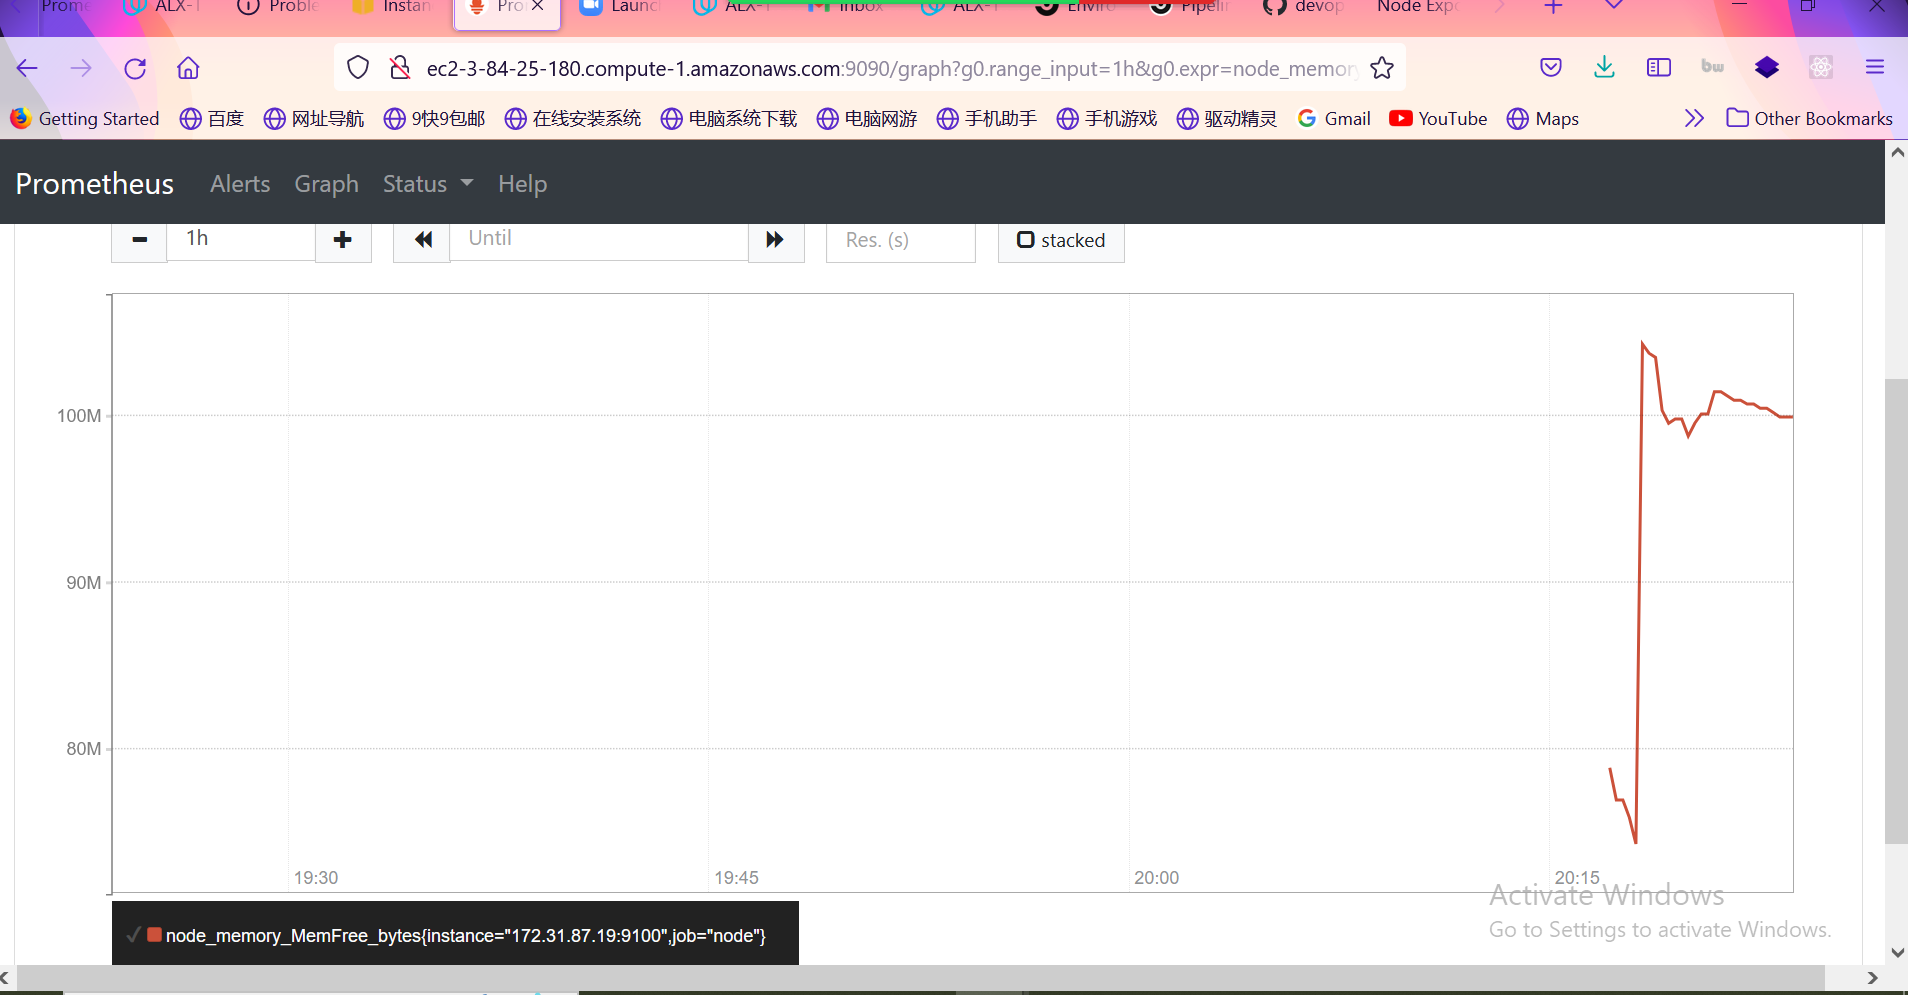 Prome ALX-T Proble Instan Pro Launc ALX-T Inbox ALX-T Enviro Pipelin devop Node Expo
ec2-3-84-25-180.compute-1.amazonaws.com:9090/graph?g0.range_input=1h&g0.expr=node_memory bw
Getting Started 百度 网址导航 9快9包邮 在线安装系统 电脑系统下载 电脑网游 手机助手 手机游戏 驱动精灵 Gmail YouTube Maps Other Bookmarks
Prometheus Alerts Graph Status Help
1h Until Res. (s) stacked
100M
90M
80M
19:30 19:45 20:00 20:15
Activate Windows
Go to Settings to activate Windows.
node_memory_MemFree_bytes{instance="172.31.87.19:9100",job="node"}